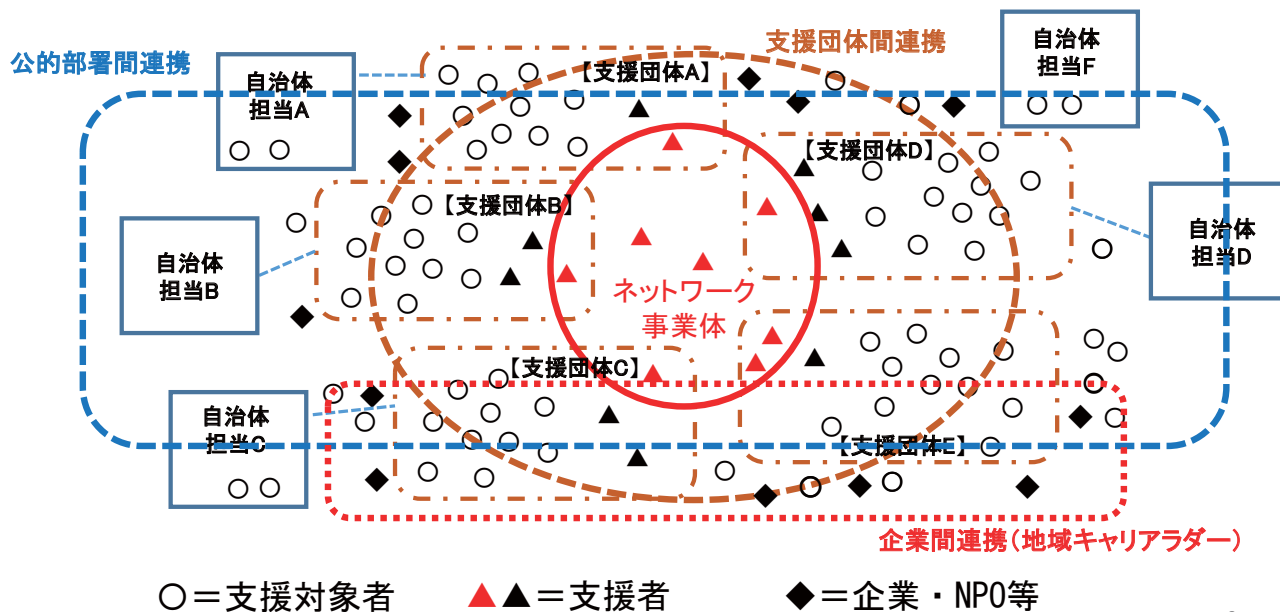 公的部署間連携
支援団体間連携
自治体
担当A
【支援団体A】
自治体
担当F
【支援団体D】
【支援団体B】
自治体
担当B
自治体
担当D
ネットワーク
事業体
【支援団体C】
自治体
担当C
【支援団体E】
企業間連携(地域キャリアラダー)
○=支援対象者 ▲▲=支援者 ◆=企業・NPO等